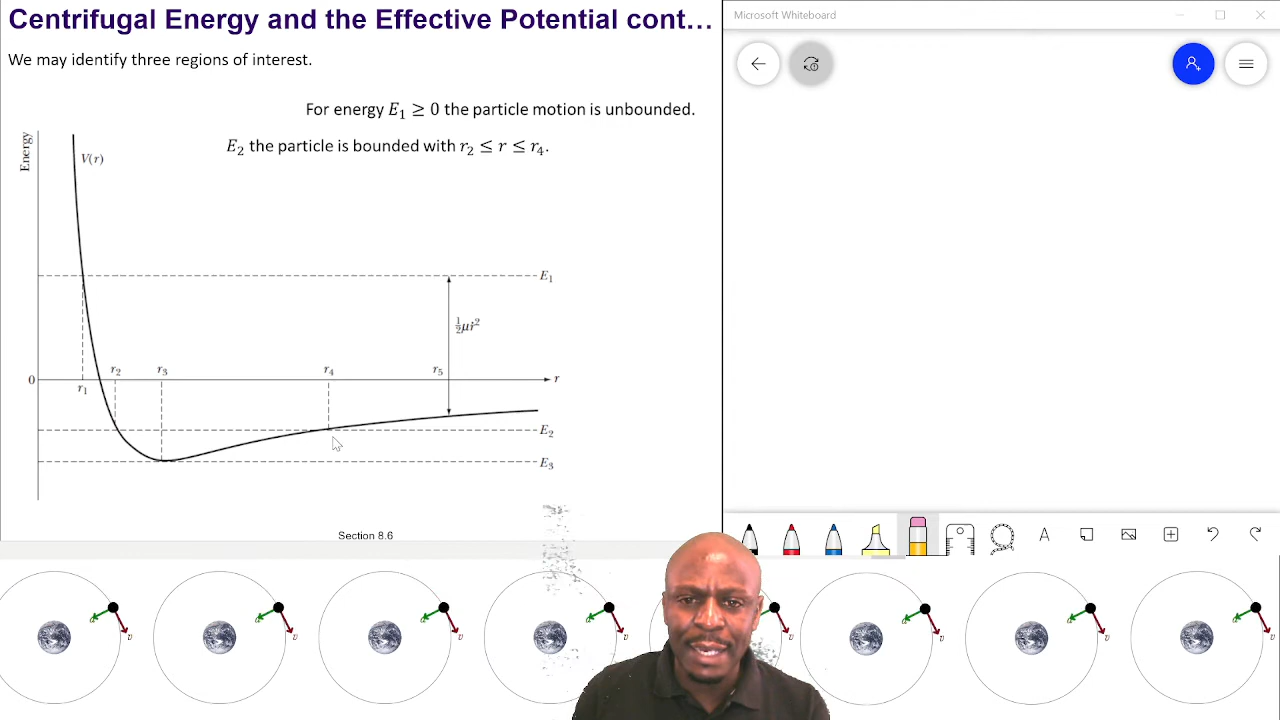 Centrifugal Energy and the Effective Potential cont…
Microsoft Whiteboard
We may identify three regions of interest.
For energy E₁ ≥ 0 the particle motion is unbounded.
E₂ the particle is bounded with r₂ ≤ r ≤ r₄.
Energy
V(r)
E₁
½μṙ²
r₂ r₃ r₄ r₅
0 r
r₁
E₂
E₃
Section 8.6
A
a v a v a v a v v a v a v a v